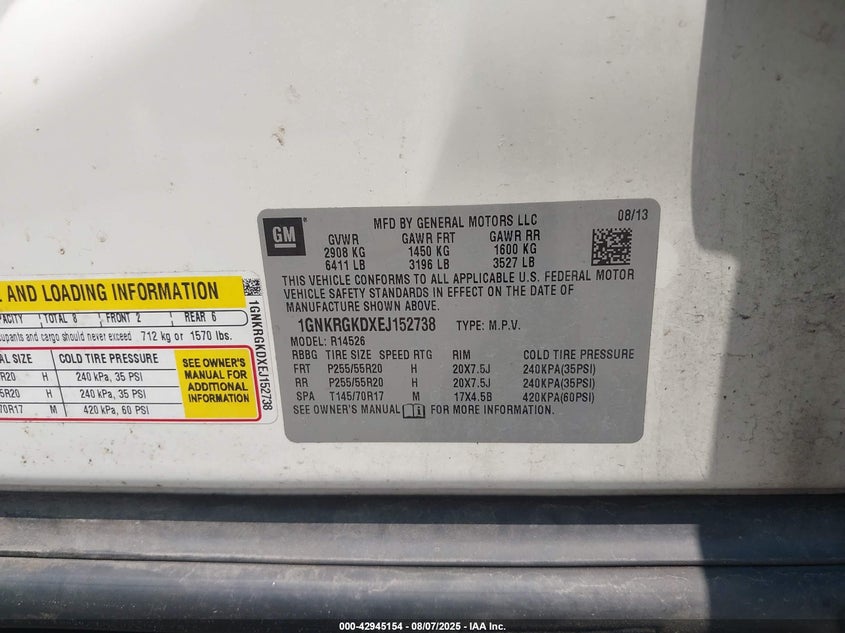 GM
MFD BY GENERAL MOTORS LLC
08/13
GVWR GAWR FRT GAWR RR
2908 KG 1450 KG 1600 KG
6411 LB 3196 LB 3527 LB
THIS VEHICLE CONFORMS TO ALL APPLICABLE U.S. FEDERAL MOTOR
VEHICLE SAFETY STANDARDS IN EFFECT ON THE DATE OF
MANUFACTURE SHOWN ABOVE.
1GNKRGKDXEJ152738 TYPE: M.P.V.
MODEL: R14526
RBBG TIRE SIZE SPEED RTG RIM COLD TIRE PRESSURE
FRT P255/55R20 H 20X7.5J 240KPA(35PSI)
RR P255/55R20 H 20X7.5J 240KPA(35PSI)
SPA T145/70R17 M 17X4.5B 420KPA(60PSI)
SEE OWNER'S MANUAL FOR MORE INFORMATION.
AND LOADING INFORMATION
TOTAL 8 FRONT 2 REAR 6
and cargo should never exceed 712 kg or 1570 lbs.
SIZE COLD TIRE PRESSURE
R20 H 240 kPa, 35 PSI
5R20 H 240 kPa, 35 PSI
70R17 M 420 kPa, 60 PSI
SEE OWNER'S
MANUAL FOR
ADDITIONAL
INFORMATION
1GNKRGKDXEJ152738
000-42945154 - 08/07/2025 - IAA Inc.